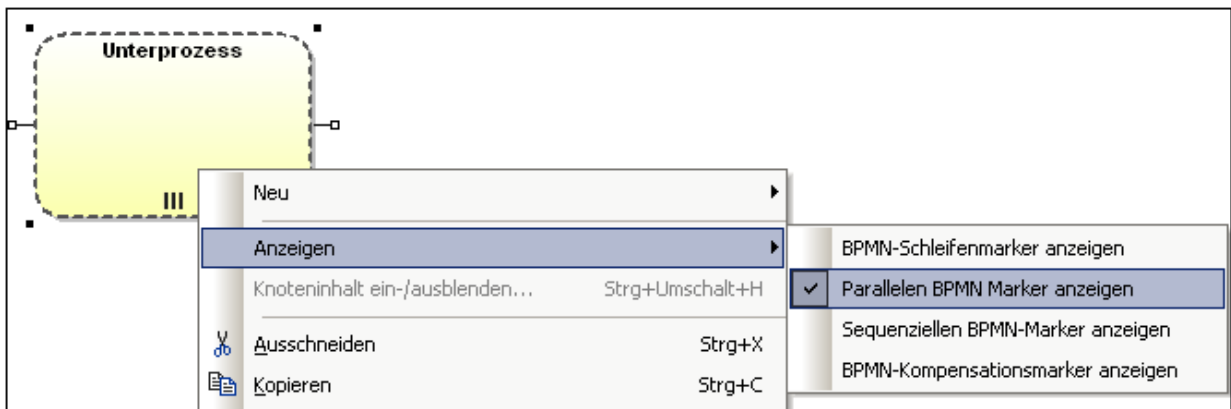 Unterprozess
Neu
Anzeigen
Knoteninhalt ein-/ausblenden... Strg+Umschalt+H
Ausschneiden Strg+X
Kopieren Strg+C
BPMN-Schleifenmarker anzeigen
Parallelen BPMN Marker anzeigen
Sequenziellen BPMN-Marker anzeigen
BPMN-Kompensationsmarker anzeigen